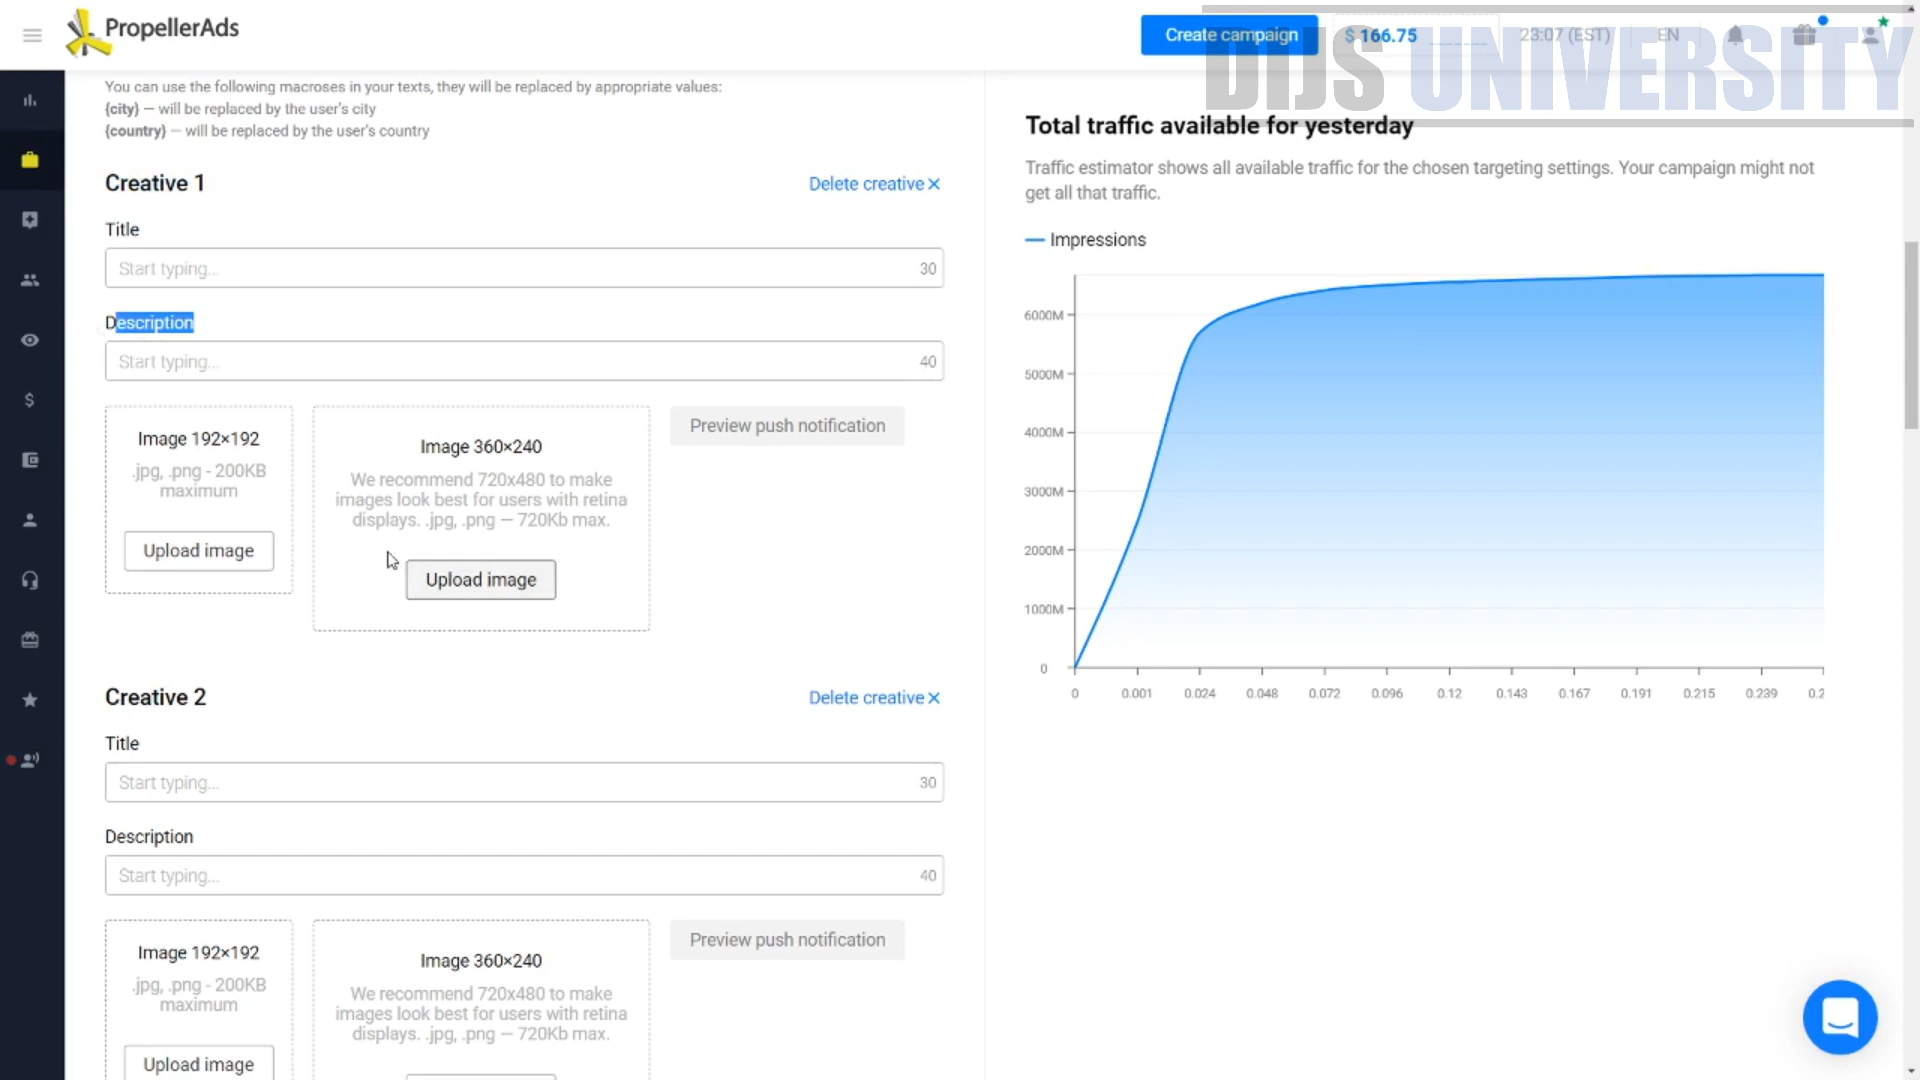 PropellerAds
Create campaign
$ 166.75
23:07 (EST)
EN
DIJS UNIVERSITY
You can use the following macroses in your texts, they will be replaced by appropriate values:
{city} — will be replaced by the user's city
{country} — will be replaced by the user's country
Creative 1
Delete creative
Title
Start typing...
30
Description
Start typing...
40
Image 192×192
.jpg, .png - 200KB
maximum
Upload image
Image 360×240
We recommend 720x480 to make
images look best for users with retina
displays. .jpg, .png — 720Kb max.
Upload image
Preview push notification
Creative 2
Delete creative
Title
Start typing...
30
Description
Start typing...
40
Image 192×192
.jpg, .png - 200KB
maximum
Upload image
Image 360×240
We recommend 720x480 to make
images look best for users with retina
displays. .jpg, .png — 720Kb max.
Preview push notification
Total traffic available for yesterday
Traffic estimator shows all available traffic for the chosen targeting settings. Your campaign might not
get all that traffic.
Impressions
6000M
5000M
4000M
3000M
2000M
1000M
0
0 0.001 0.024 0.048 0.072 0.096 0.12 0.143 0.167 0.191 0.215 0.239